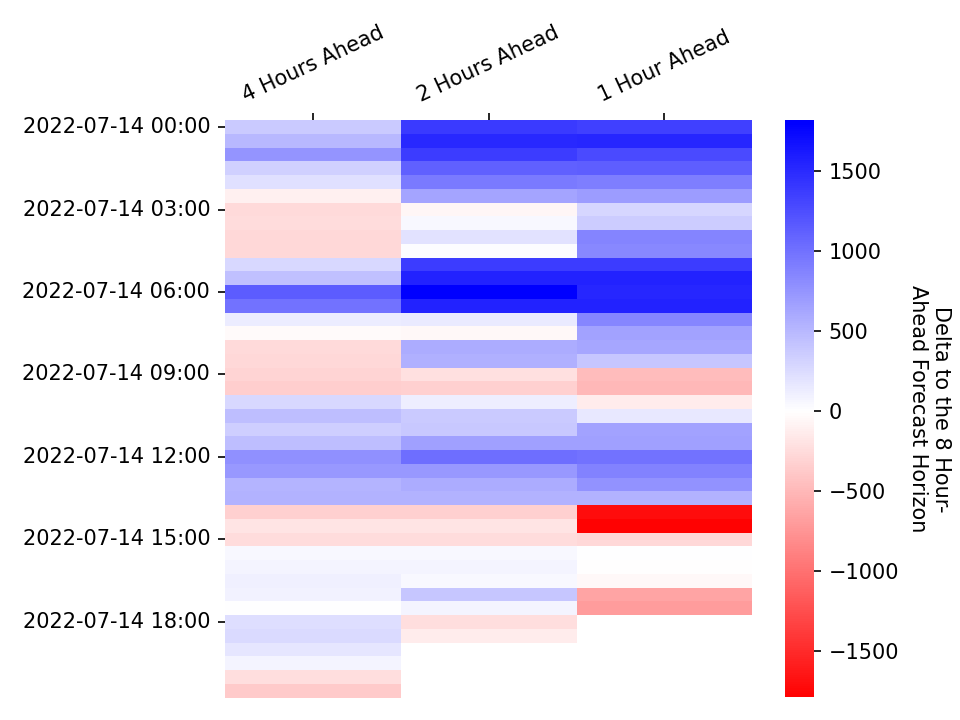 4 Hours Ahead
2 Hours Ahead
1 Hour Ahead
2022-07-14 00:00
2022-07-14 03:00
2022-07-14 06:00
2022-07-14 09:00
2022-07-14 12:00
2022-07-14 15:00
2022-07-14 18:00
1500
1000
500
0
−500
−1000
−1500
Delta to the 8 Hour-
Ahead Forecast Horizon